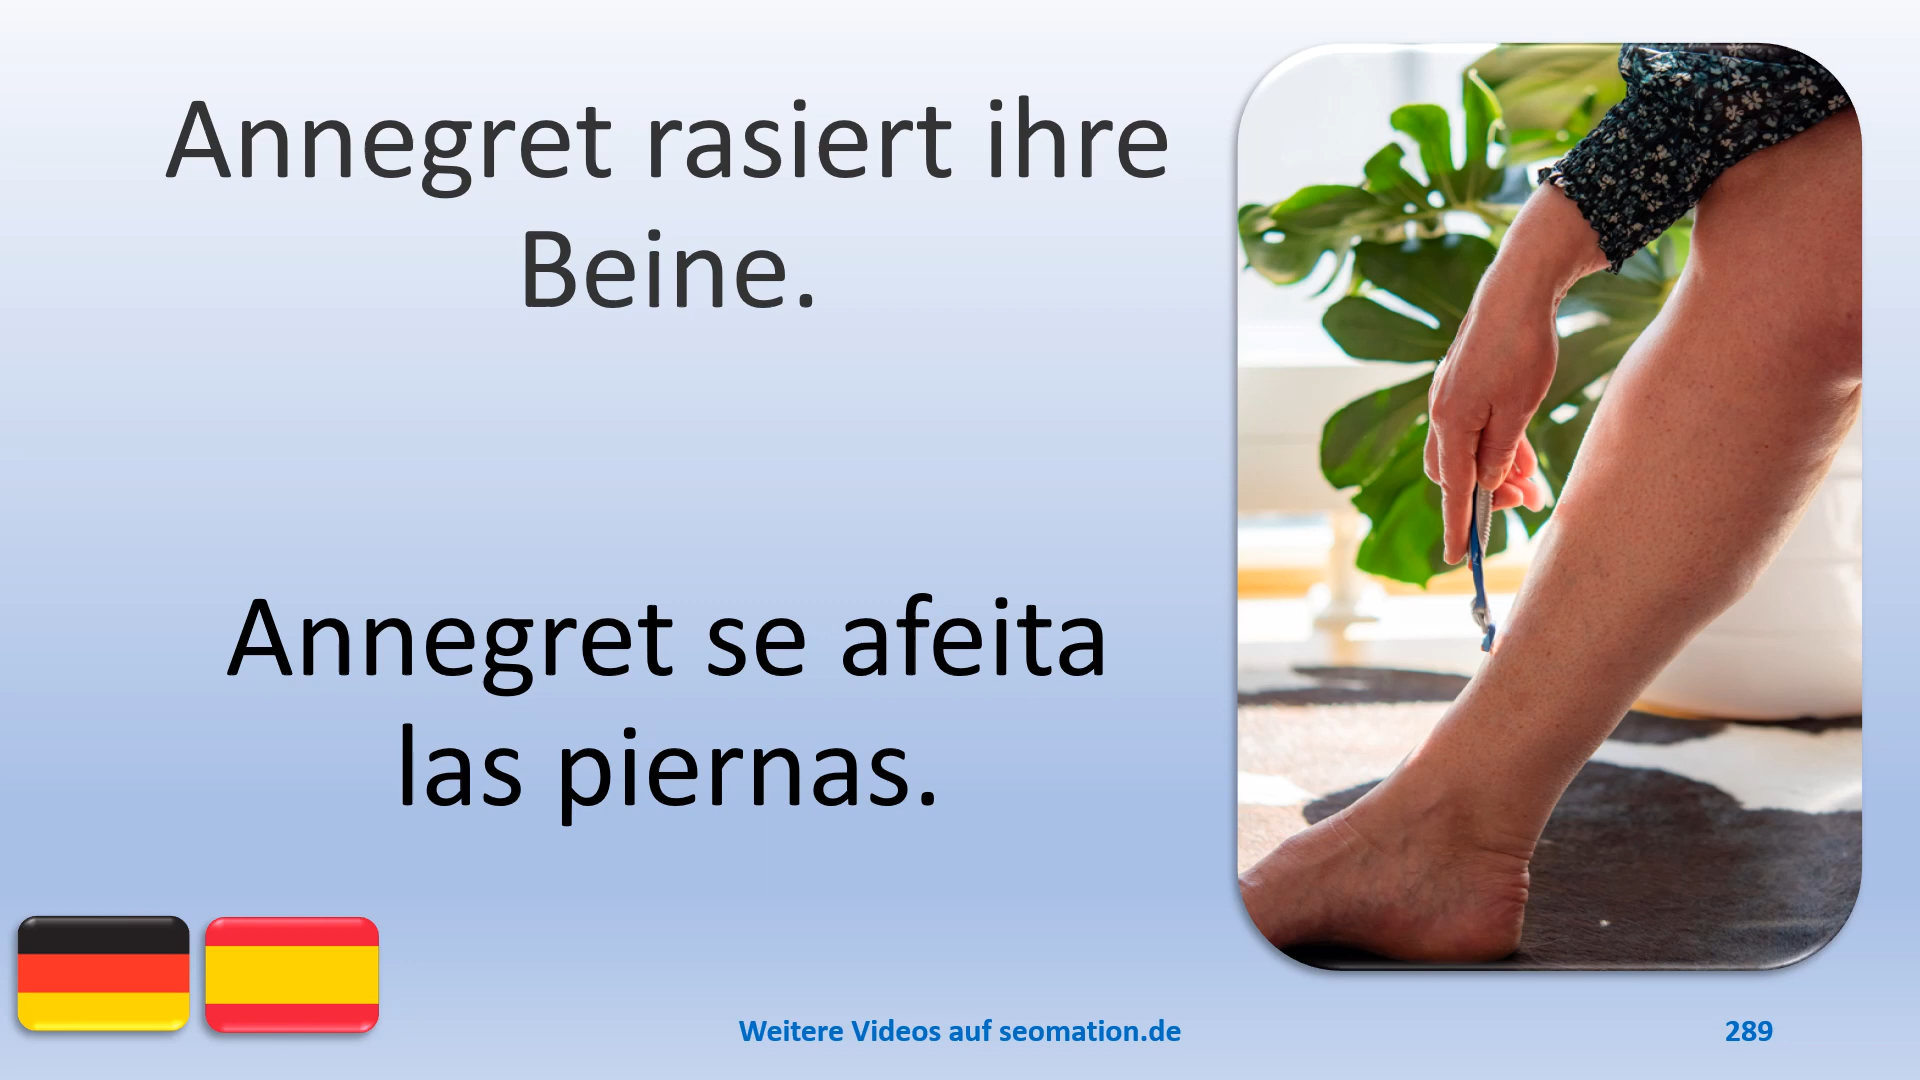 Annegret rasiert ihre
Beine.
Annegret se afeita
las piernas.
Weitere Videos auf seomation.de
289